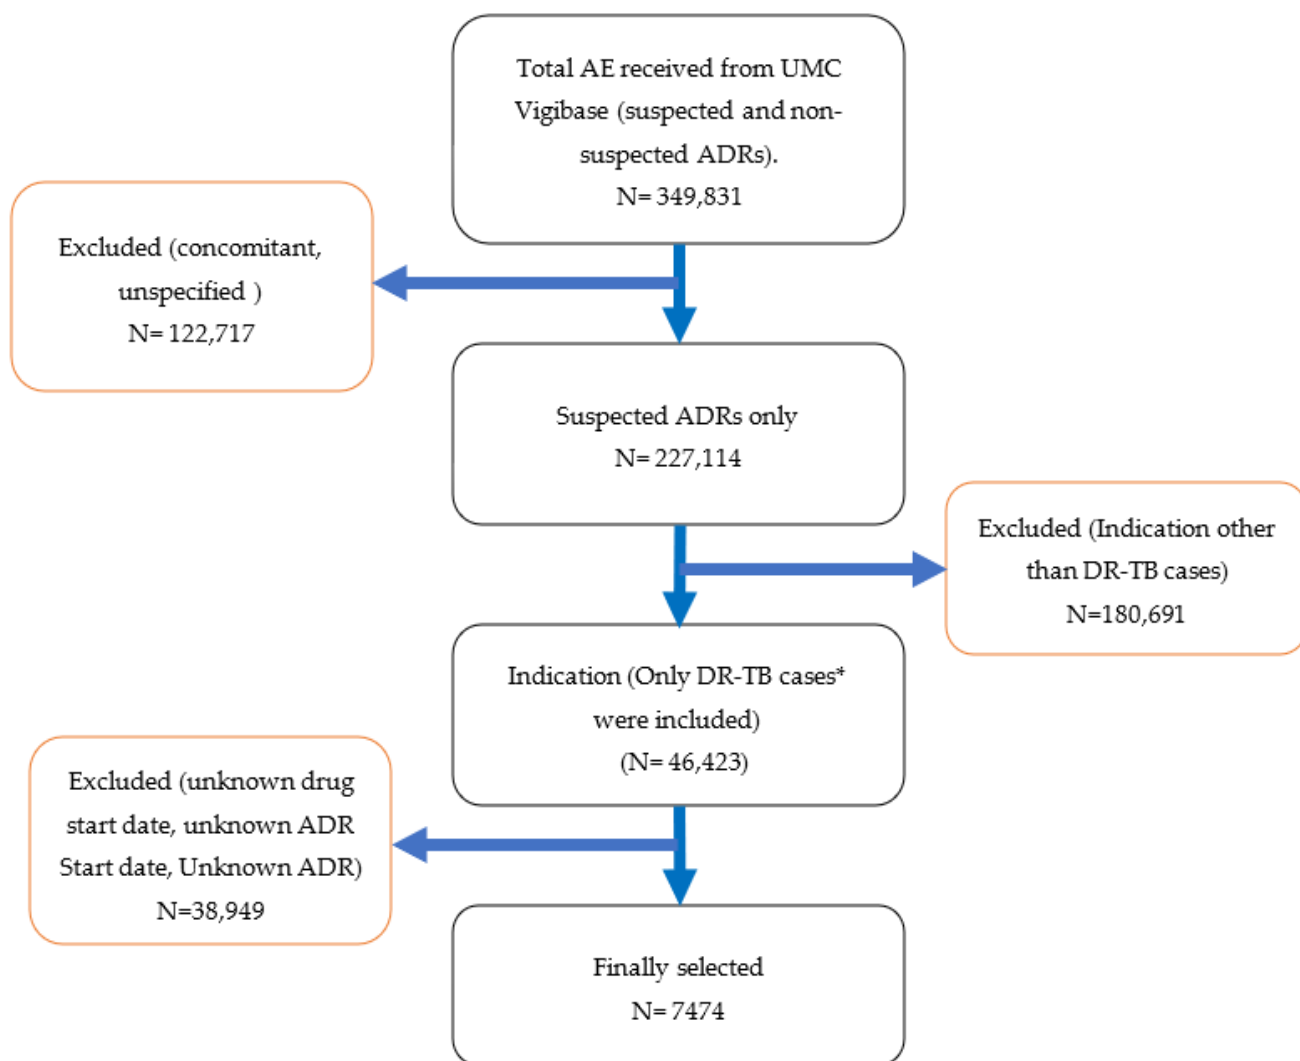 Total AE received from UMC
Vigibase (suspected and non-
suspected ADRs).
N= 349,831
Excluded (concomitant,
unspecified )
N= 122,717
Suspected ADRs only
N= 227,114
Excluded (Indication other
than DR-TB cases)
N=180,691
Indication (Only DR-TB cases*
were included)
(N= 46,423)
Excluded (unknown drug
start date, unknown ADR
Start date, Unknown ADR)
N=38,949
Finally selected
N= 7474